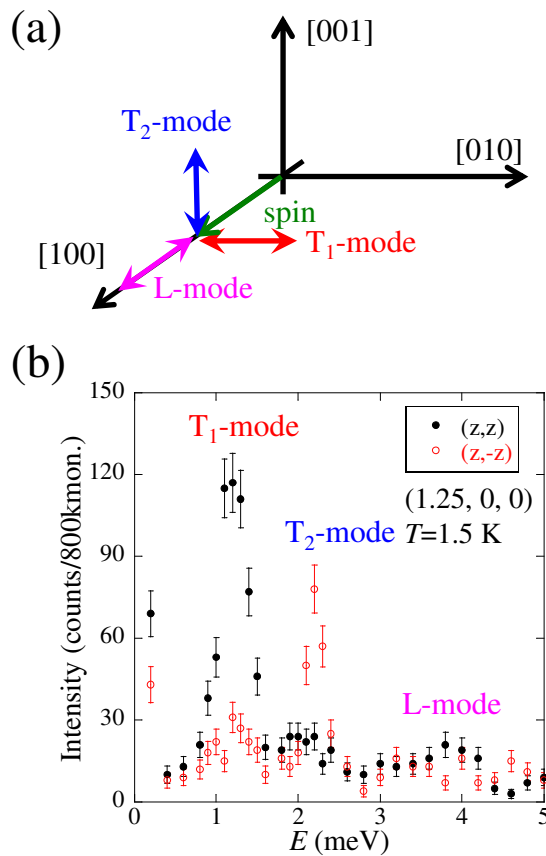 (a)
[001]
T₂-mode
[010]
spin
[100]
T₁-mode
L-mode
(b)
150
120
90
60
30
0
Intensity (counts/800kmon.)
T₁-mode
(z,z)
(z,-z)
(1.25, 0, 0)
T=1.5 K
T₂-mode
L-mode
0 1 2 3 4 5
E (meV)